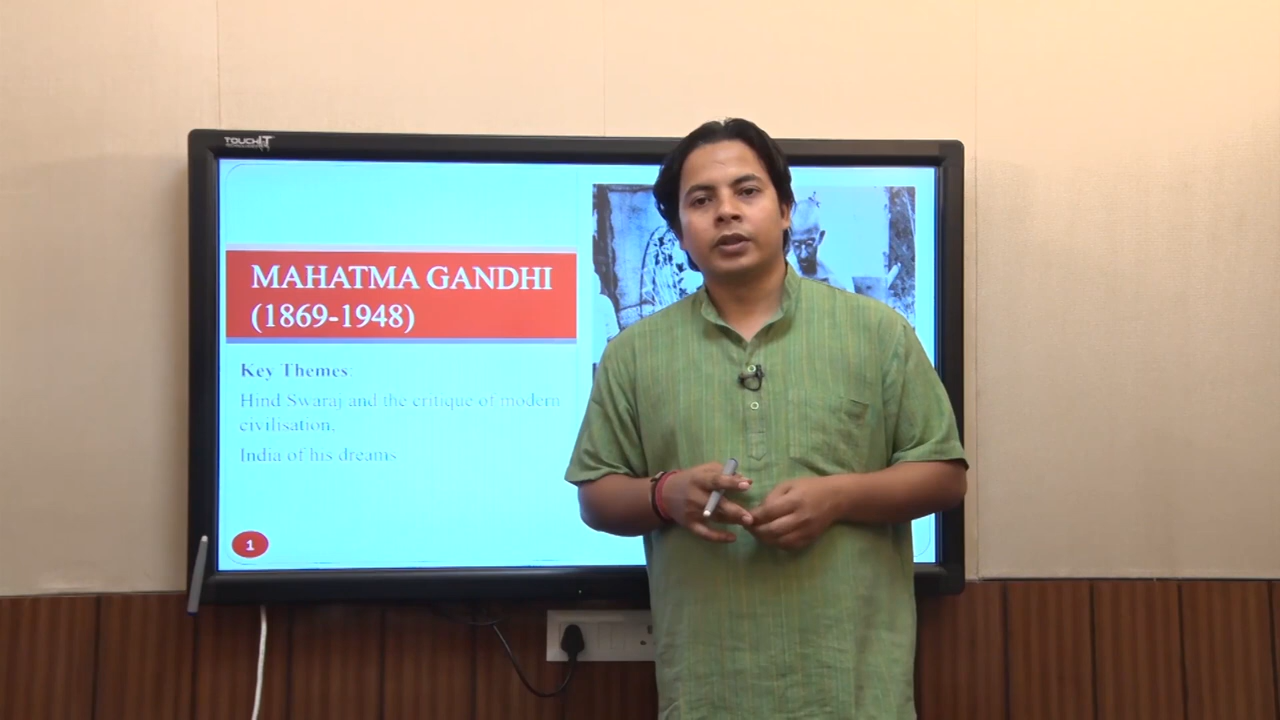 TOUCHIT
MAHATMA GANDHI
(1869-1948)
Key Themes:
Hind Swaraj and the critique of modern
civilisation.
India of his dreams
1